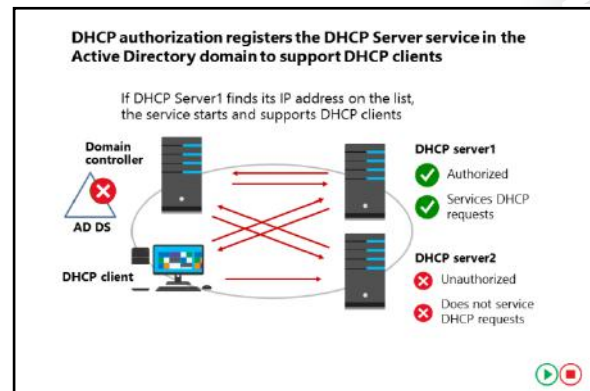 DHCP authorization registers the DHCP Server service in the
Active Directory domain to support DHCP clients
If DHCP Server1 finds its IP address on the list,
the service starts and supports DHCP clients
Domain
controller
AD DS
DHCP client
DHCP server1
Authorized
Services DHCP
requests
DHCP server2
Unauthorized
Does not service
DHCP requests